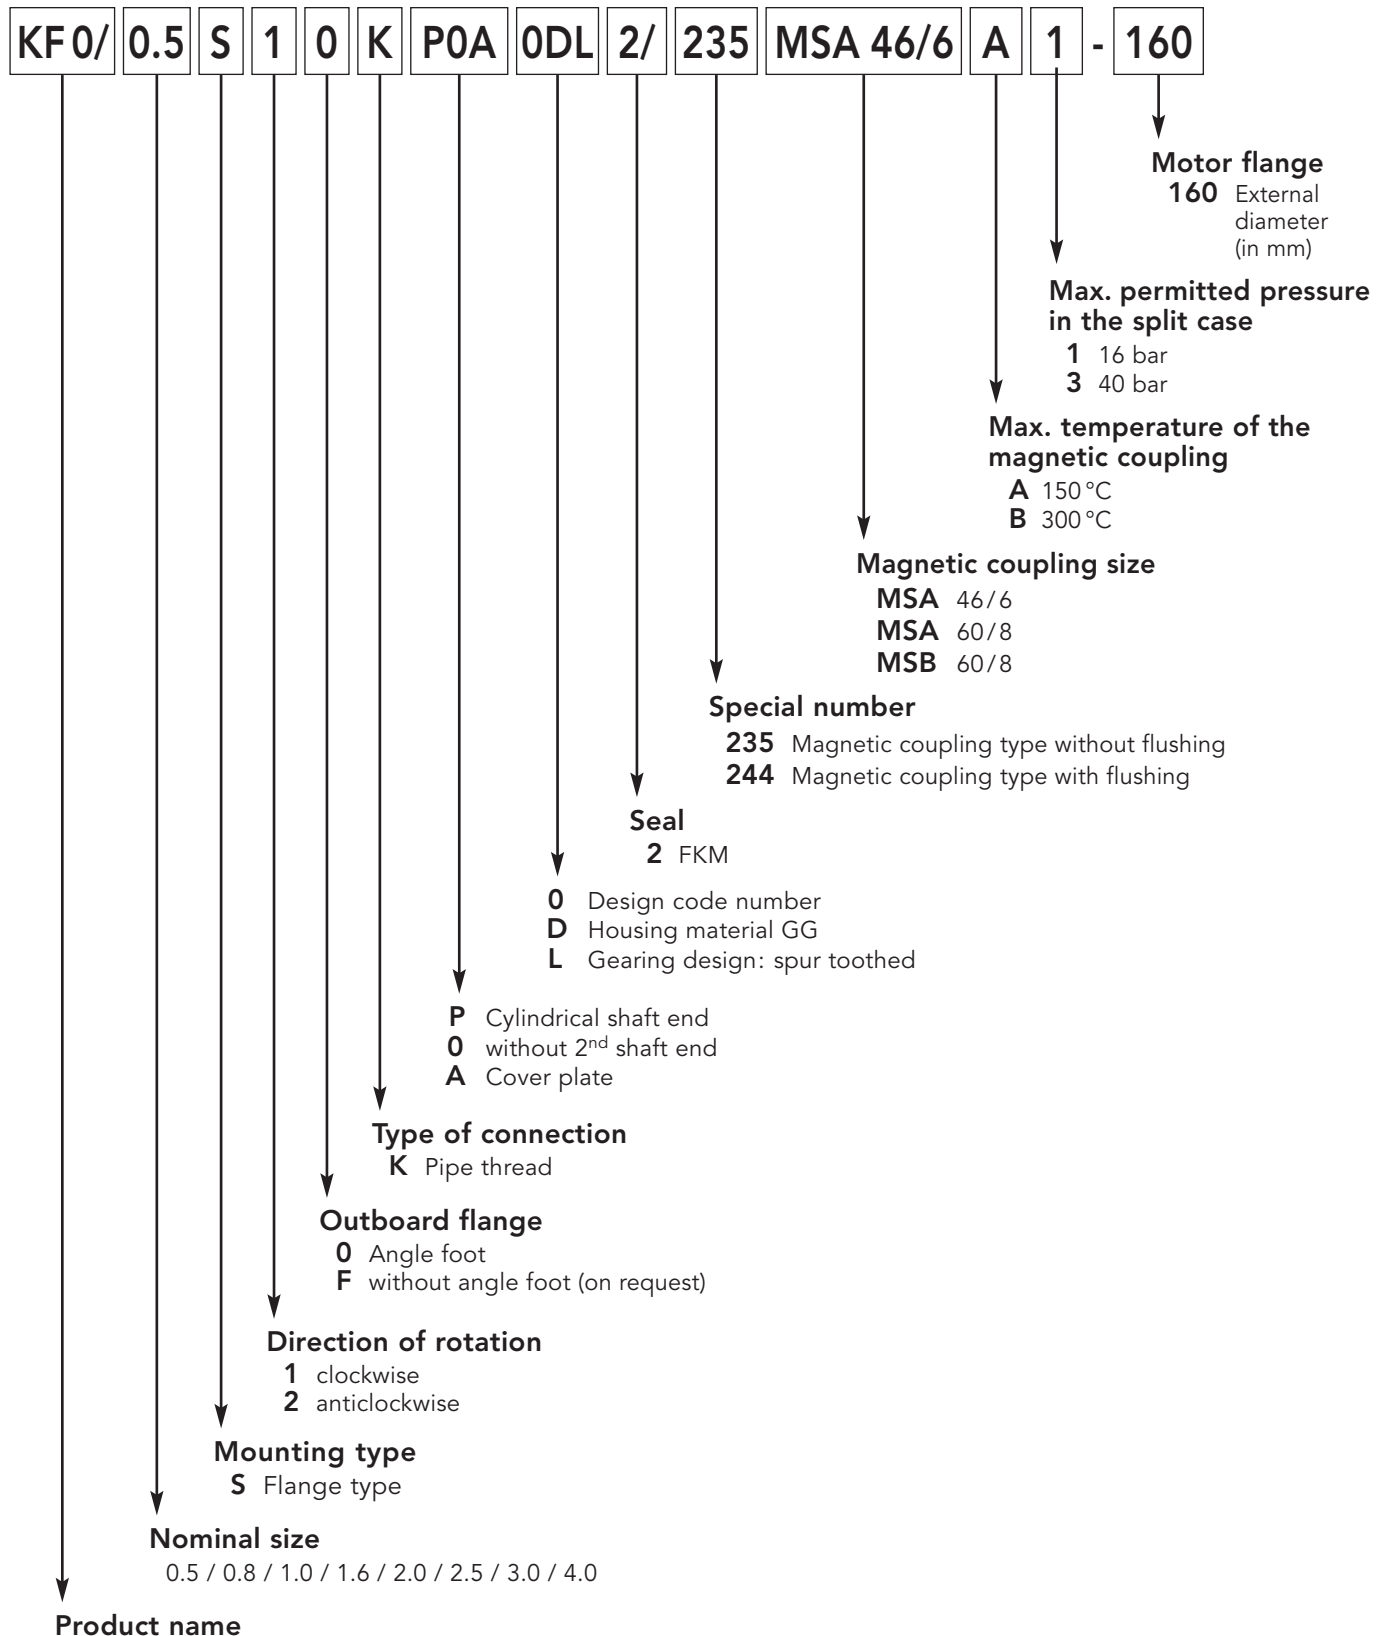 KF 0/ 0.5 S 1 0 K P0A 0DL 2/ 235 MSA 46/6 A 1 - 160
Motor flange
160 External
diameter
(in mm)
Max. permitted pressure
in the split case
1 16 bar
3 40 bar
Max. temperature of the
magnetic coupling
A 150 °C
B 300 °C
Magnetic coupling size
MSA 46/6
MSA 60/8
MSB 60/8
Special number
235 Magnetic coupling type without flushing
244 Magnetic coupling type with flushing
Seal
2 FKM
0 Design code number
D Housing material GG
L Gearing design: spur toothed
P Cylindrical shaft end
0 without 2nd shaft end
A Cover plate
Type of connection
K Pipe thread
Outboard flange
0 Angle foot
F without angle foot (on request)
Direction of rotation
1 clockwise
2 anticlockwise
Mounting type
S Flange type
Nominal size
0.5 / 0.8 / 1.0 / 1.6 / 2.0 / 2.5 / 3.0 / 4.0
Product name